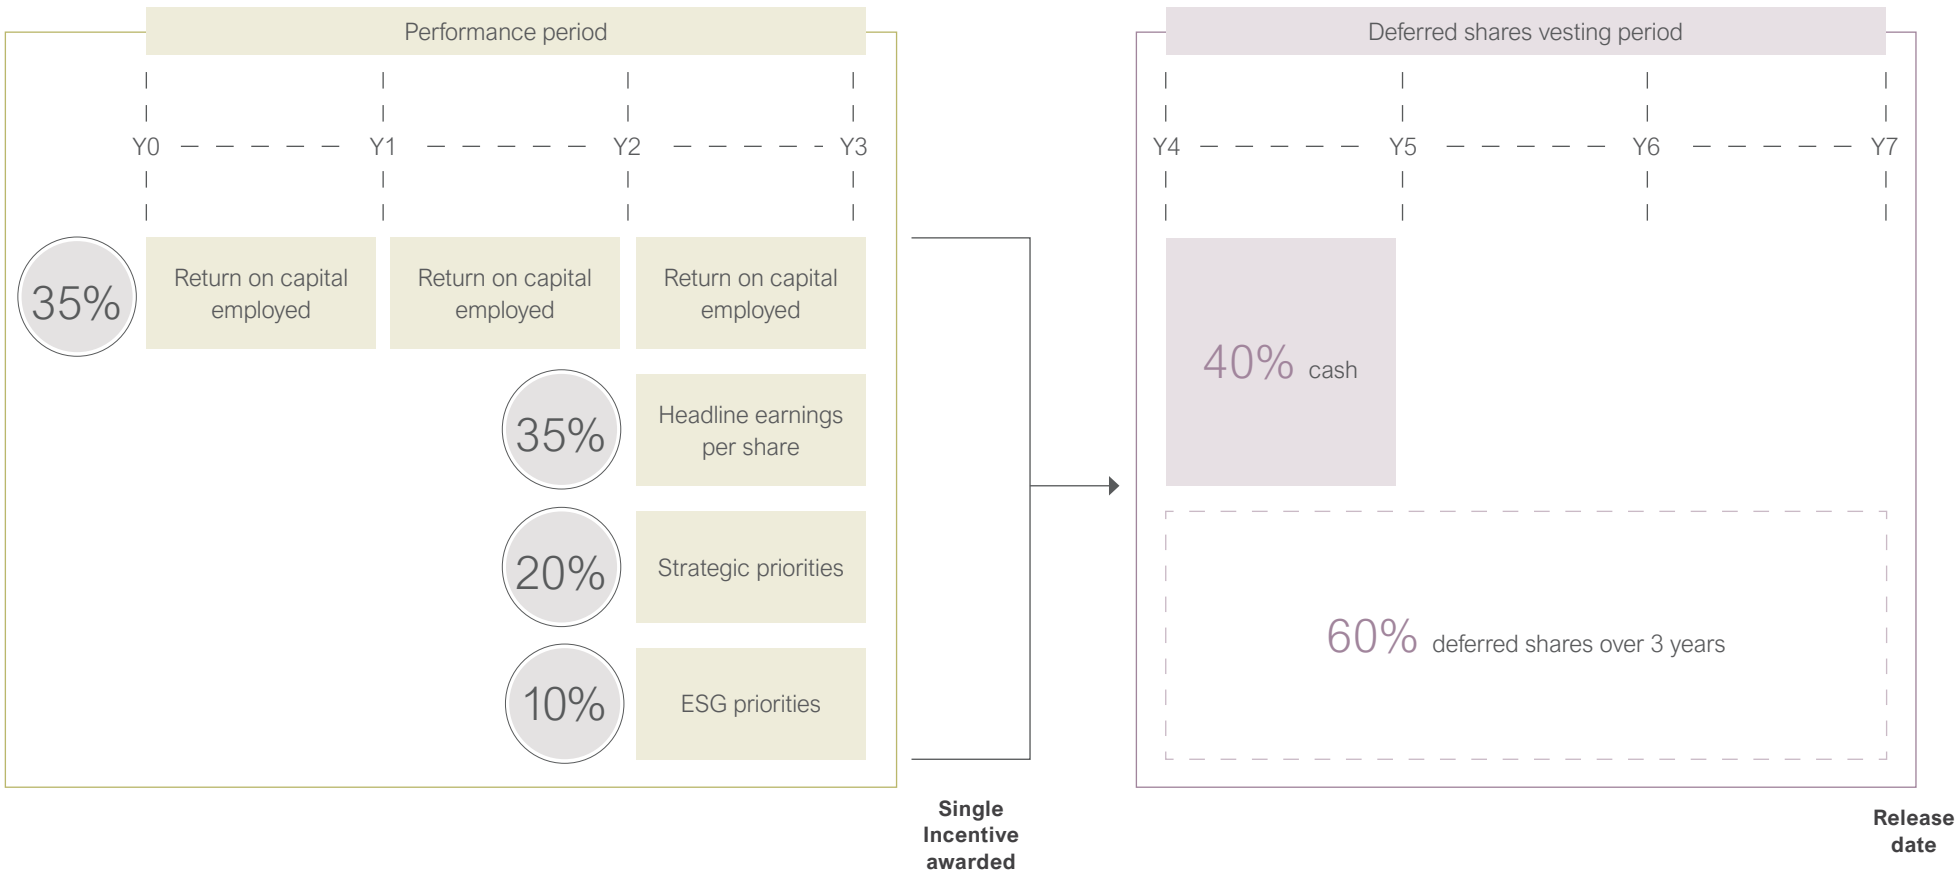 Performance period
Y0
Y1
Y2
Y3
35%
Return on capital
employed
Return on capital
employed
Return on capital
employed
35%
Headline earnings
per share
20%
Strategic priorities
10%
ESG priorities
Single
Incentive
awarded
Deferred shares vesting period
Y4
Y5
Y6
Y7
40% cash
60% deferred shares over 3 years
Release
date